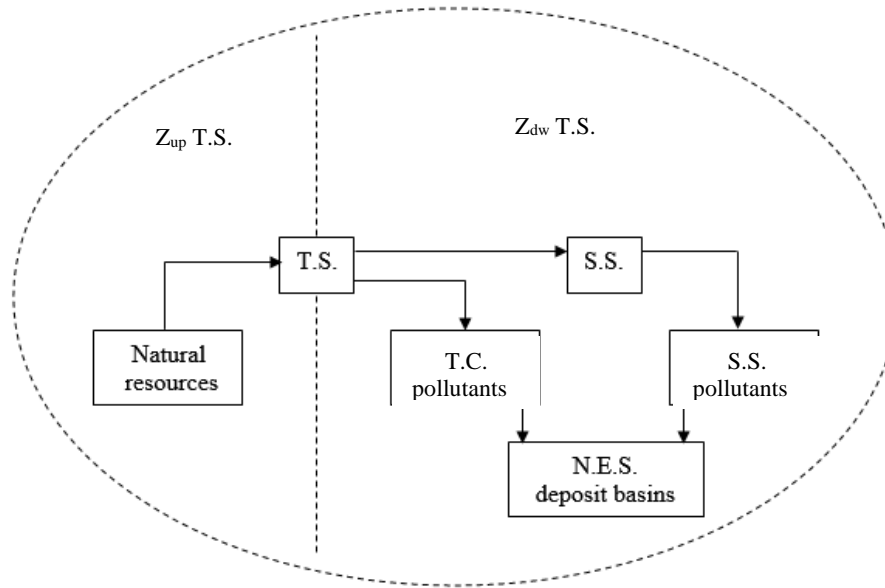 Zup T.S.
Zdw T.S.
T.S.
S.S.
Natural
resources
T.C.
pollutants
S.S.
pollutants
N.E.S.
deposit basins